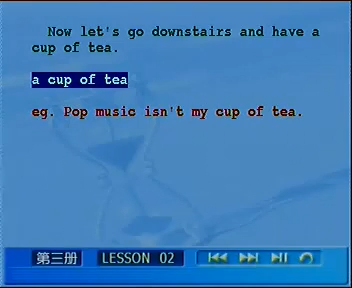 Now let's go downstairs and have a
cup of tea.
a cup of tea
eg. Pop music isn't my cup of tea.
第三册 LESSON 02